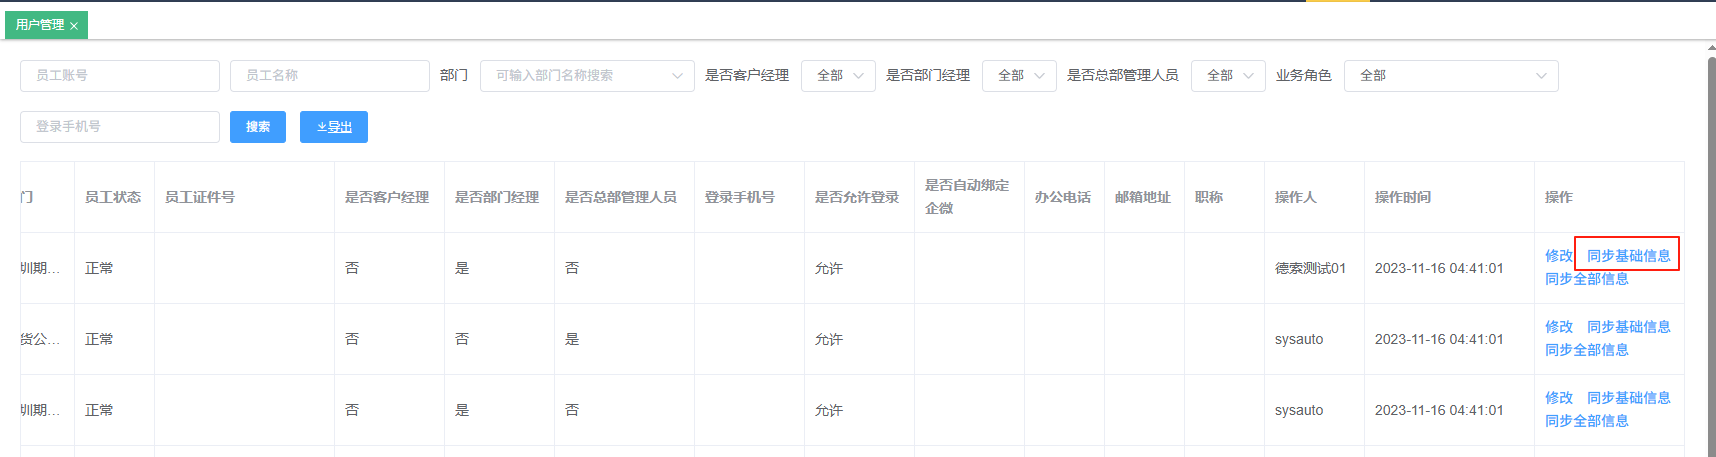 用户管理 ×
员工账号 员工名称 部门 可输入部门名称搜索 是否客户经理 全部 是否部门经理 全部 是否总部管理人员 全部 业务角色 全部
登录手机号 搜索 导出
门 员工状态 员工证件号 是否客户经理 是否部门经理 是否总部管理人员 登录手机号 是否允许登录 是否自动绑定 办公电话 邮箱地址 职称 操作人 操作时间 操作
企微
圳期... 正常 否 是 否 允许 德索测试01 2023-11-16 04:41:01 修改 同步基础信息
同步全部信息
货公... 正常 否 否 是 允许 sysauto 2023-11-16 04:41:01 修改 同步基础信息
同步全部信息
圳期... 正常 否 是 否 允许 sysauto 2023-11-16 04:41:01 修改 同步基础信息
同步全部信息